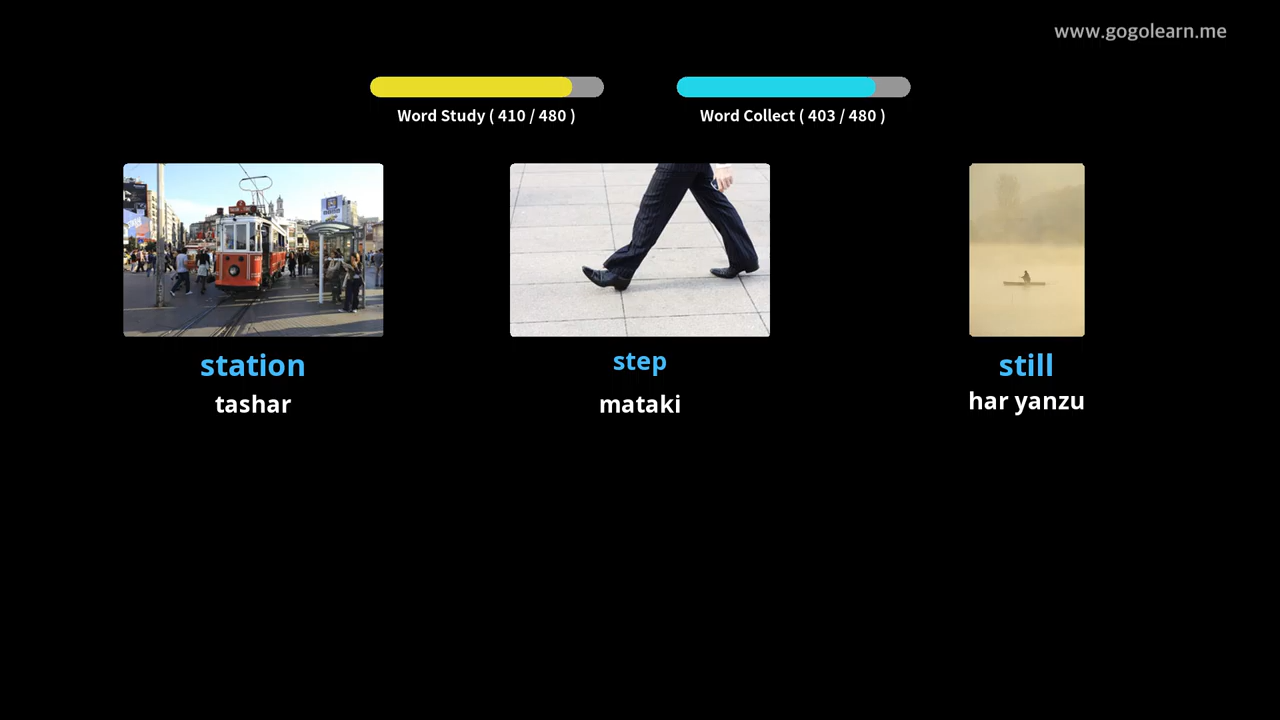 www.gogolearn.me
Word Study ( 410 / 480 )
Word Collect ( 403 / 480 )
station
step
still
tashar
mataki
har yanzu